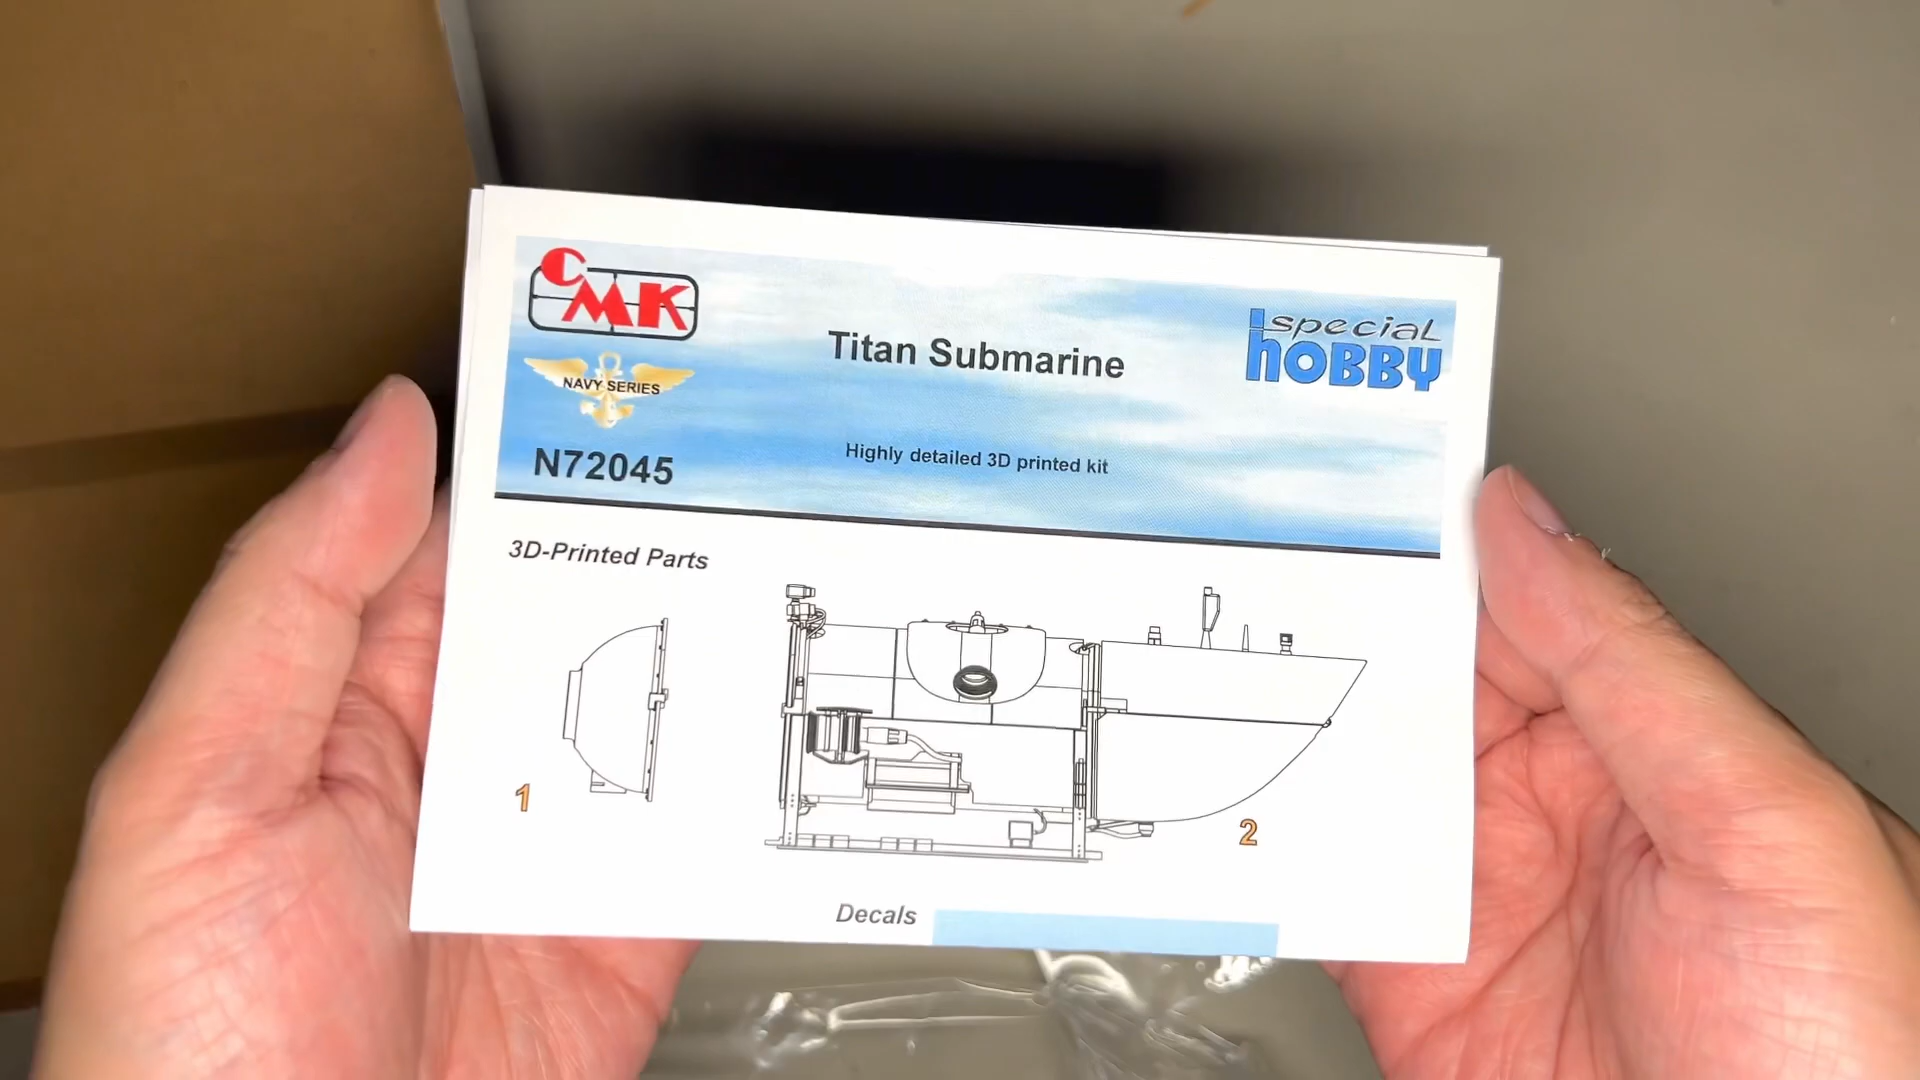 CMK
Titan Submarine
special
hobby
NAVY SERIES
N72045
Highly detailed 3D printed kit
3D-Printed Parts
1
2
Decals